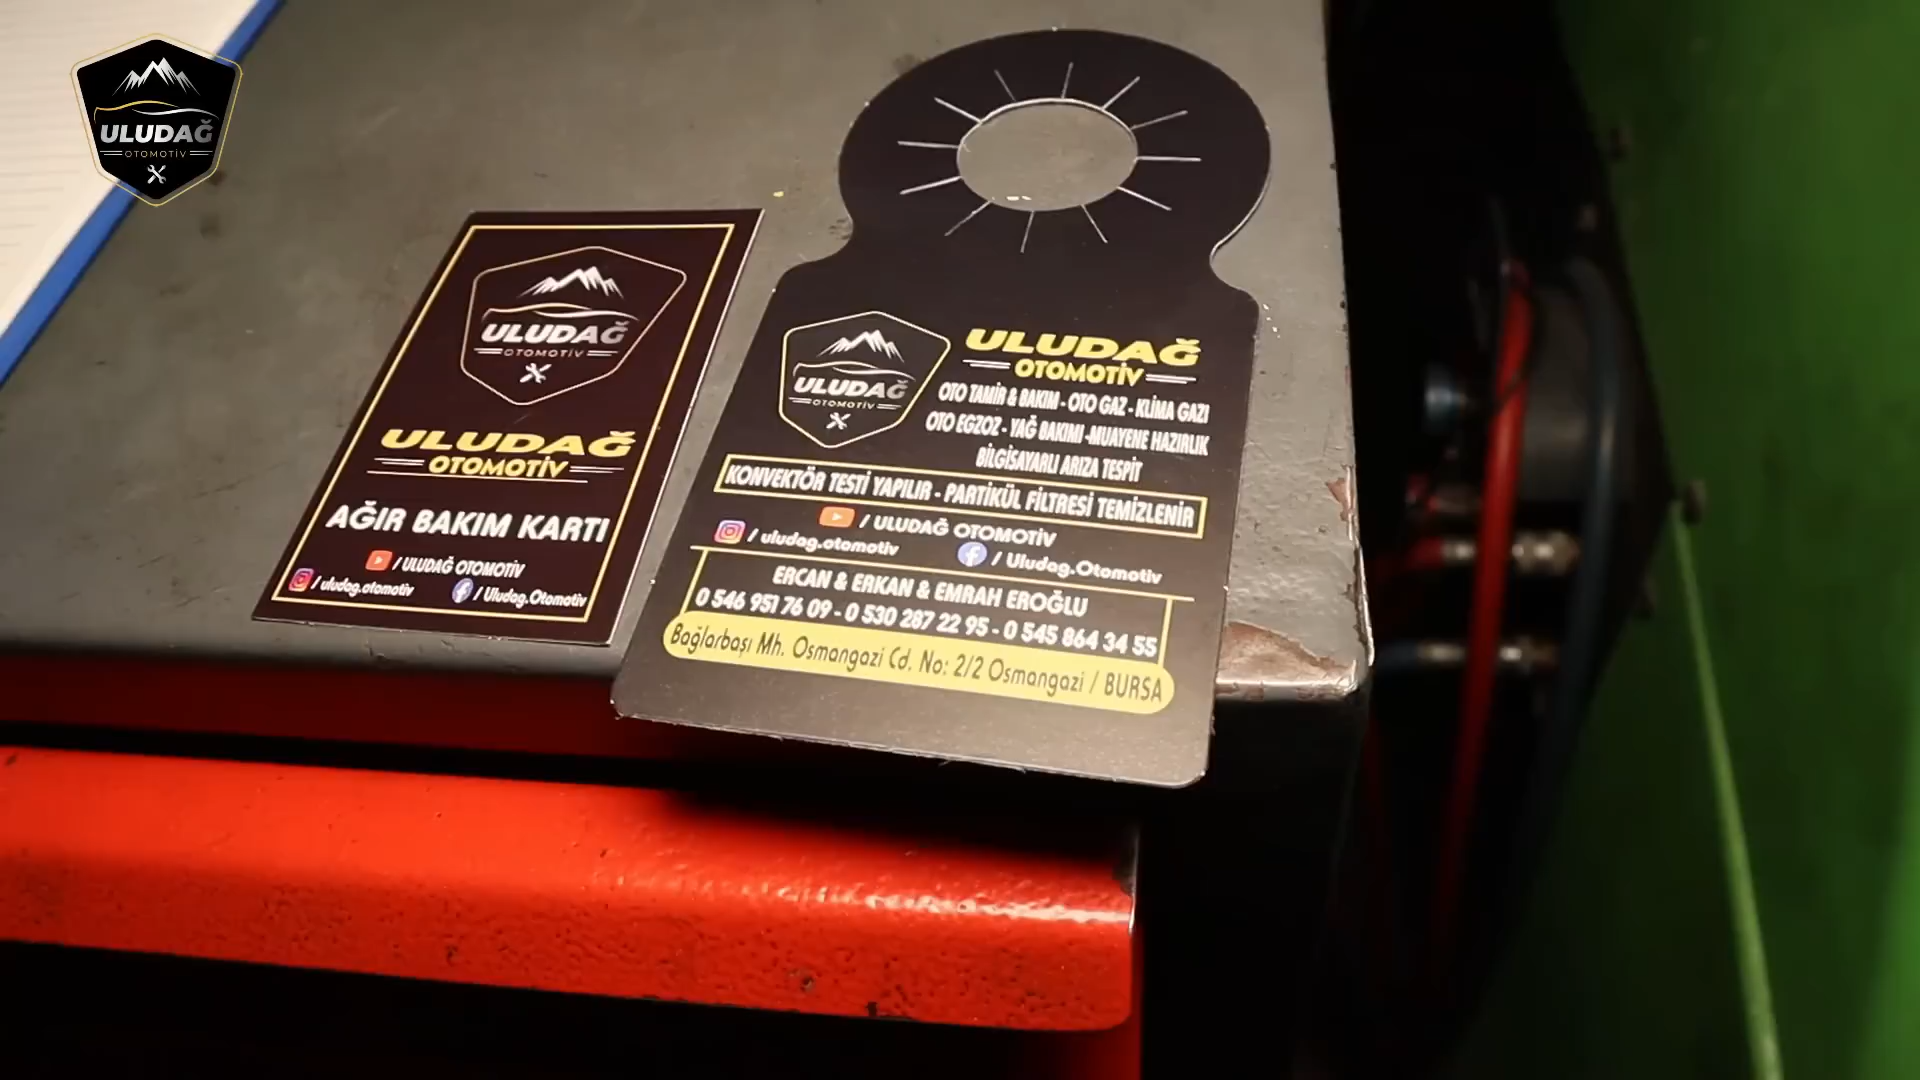 ULUDAĞ
OTOMOTİV
ULUDAĞ
OTOMOTİV
ULUDAĞ
OTOMOTİV
AĞIR BAKIM KARTI
/ ULUDAĞ OTOMOTİV
/ uludag.otomotiv
/ Uludag.Otomotiv
ULUDAĞ
OTOMOTİV
ULUDAĞ
OTOMOTİV
OTO TAMİR & BAKIM - OTO GAZ - KLİMA GAZI
OTO EGZOZ - YAĞ BAKIMI -MUAYENE HAZIRLIK
BİLGİSAYARLI ARIZA TESPİT
KONVEKTÖR TESTİ YAPILIR - PARTİKÜL FİLTRESİ TEMİZLENİR
/ ULUDAĞ OTOMOTİV
/ uludag.otomotiv
/ Uludag.Otomotiv
ERCAN & ERKAN & EMRAH EROĞLU
0 546 951 76 09 - 0 530 287 22 95 - 0 545 864 34 55
Bağlarbaşı Mh. Osmangazi Cd. No: 2/2 Osmangazi / BURSA